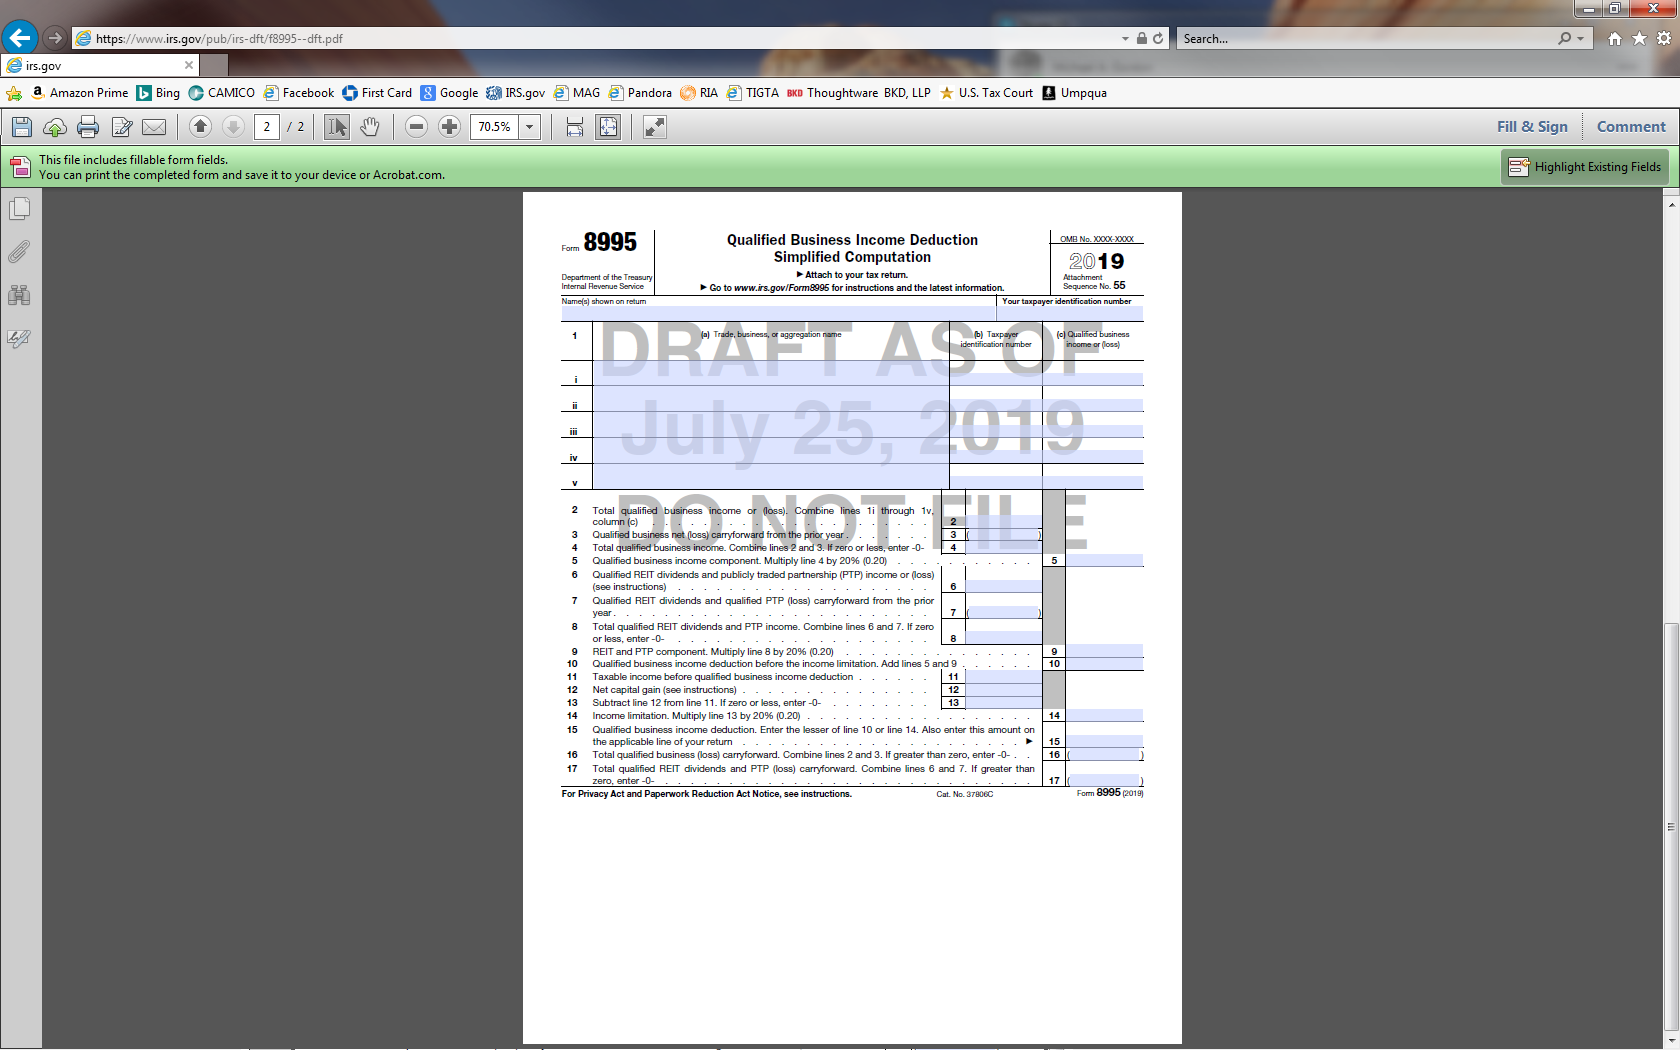 https://www.irs.gov/pub/irs-dft/f8995--dft.pdf
Search...
irs.gov
Amazon Prime Bing CAMICO Facebook First Card Google IRS.gov MAG Pandora RIA TIGTA BKD Thoughtware BKD, LLP U.S. Tax Court Umpqua
2 / 2 70.5% Fill & Sign Comment
This file includes fillable form fields.
You can print the completed form and save it to your device or Acrobat.com.
Highlight Existing Fields
Form 8995
Department of the Treasury
Internal Revenue Service
Qualified Business Income Deduction
Simplified Computation
▶ Attach to your tax return.
▶ Go to www.irs.gov/Form8995 for instructions and the latest information.
OMB No. XXXX-XXXX
2019
Attachment
Sequence No. 55
Name(s) shown on return
Your taxpayer identification number
DRAFT AS OF
July 25, 2019
DO NOT FILE
1 (a) Trade, business, or aggregation name
(b) Taxpayer
identification number
(c) Qualified business
income or (loss)
i
ii
iii
iv
v
2 Total qualified business income or (loss). Combine lines 1i through 1v,
column (c) . . . . . . . . . . . . . . . . . . . . 2
3 Qualified business net (loss) carryforward from the prior year . . . . . . . 3 ( )
4 Total qualified business income. Combine lines 2 and 3. If zero or less, enter -0- 4
5 Qualified business income component. Multiply line 4 by 20% (0.20) . . . . . . . . . . . 5
6 Qualified REIT dividends and publicly traded partnership (PTP) income or (loss)
(see instructions) . . . . . . . . . . . . . . . . . . . 6
7 Qualified REIT dividends and qualified PTP (loss) carryforward from the prior
year . . . . . . . . . . . . . . . . . . . . . . . 7 ( )
8 Total qualified REIT dividends and PTP income. Combine lines 6 and 7. If zero
or less, enter -0- . . . . . . . . . . . . . . . . . . . 8
9 REIT and PTP component. Multiply line 8 by 20% (0.20) . . . . . . . . . . . . . . 9
10 Qualified business income deduction before the income limitation. Add lines 5 and 9 . . . . . . 10
11 Taxable income before qualified business income deduction . . . . . . 11
12 Net capital gain (see instructions) . . . . . . . . . . . . . . 12
13 Subtract line 12 from line 11. If zero or less, enter -0- . . . . . . . . 13
14 Income limitation. Multiply line 13 by 20% (0.20) . . . . . . . . . . . . . . . . . 14
15 Qualified business income deduction. Enter the lesser of line 10 or line 14. Also enter this amount on
the applicable line of your return . . . . . . . . . . . . . . . . . . . . . . ▶ 15
16 Total qualified business (loss) carryforward. Combine lines 2 and 3. If greater than zero, enter -0- . . 16 ( )
17 Total qualified REIT dividends and PTP (loss) carryforward. Combine lines 6 and 7. If greater than
zero, enter -0- . . . . . . . . . . . . . . . . . . . . . . . . . . . . 17 ( )
For Privacy Act and Paperwork Reduction Act Notice, see instructions. Cat. No. 37806C Form 8995 (2019)